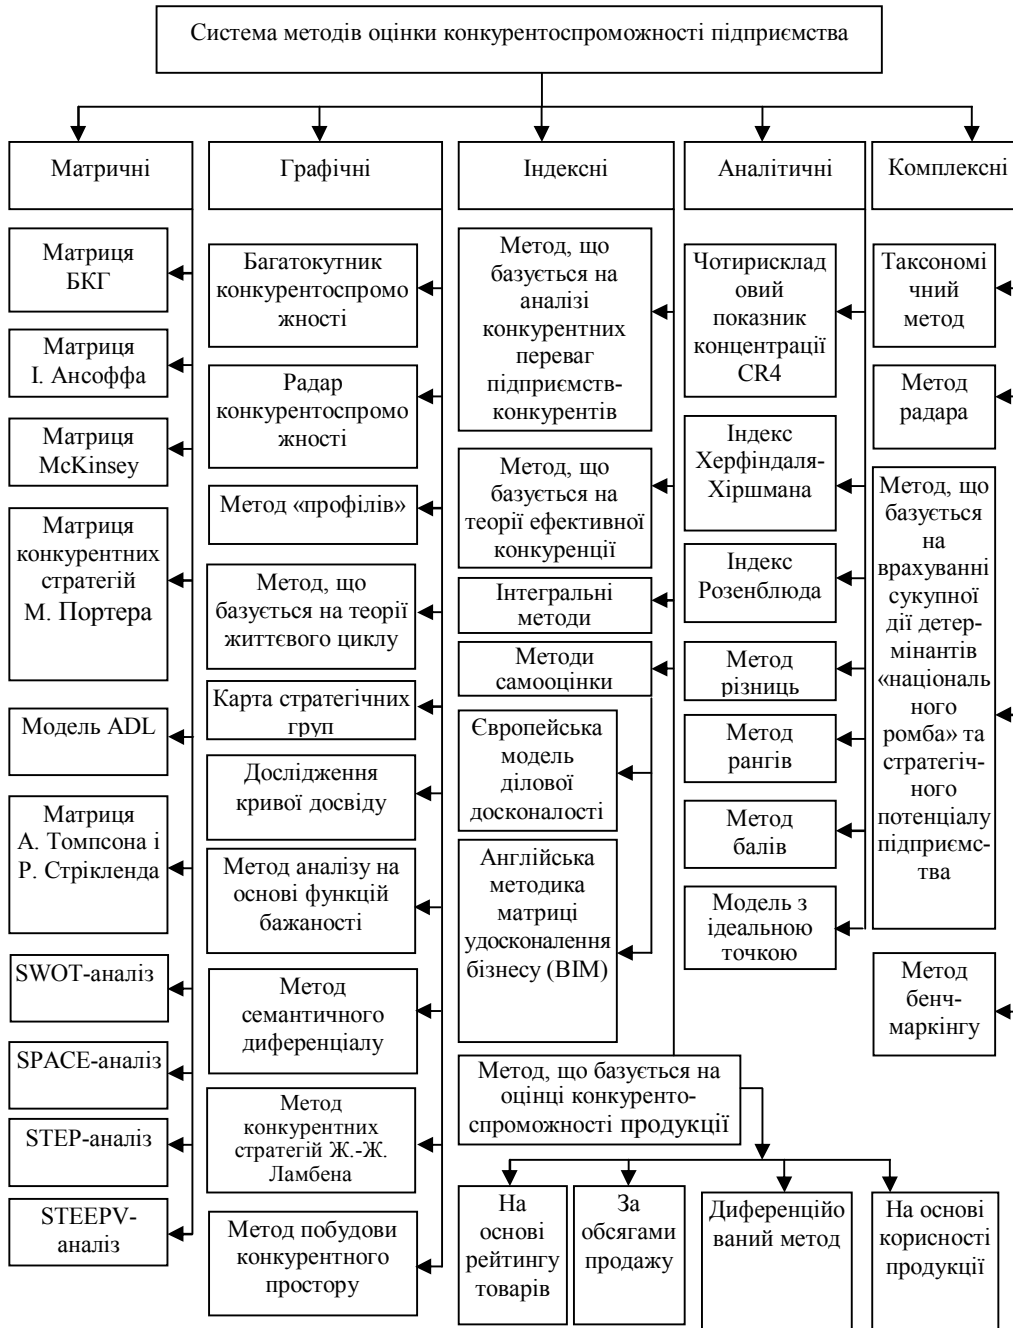 Система методів оцінки конкурентоспроможності підприємства
Матричні
Графічні
Індексні
Аналітичні
Комплексні
Матриця
БКГ
Матриця
І. Ансоффа
Матриця
McKinsey
Матриця
конкурентних
стратегій
М. Портера
Модель ADL
Матриця
А. Томпсона і
Р. Стрікленда
SWOT-аналіз
SPACE-аналіз
STEP-аналіз
STEEPV-
аналіз
Багатокутник
конкурентоспромо
жності
Радар
конкурентоспромо
жності
Метод «профілів»
Метод, що
базується на теорії
життєвого циклу
Карта стратегічних
груп
Дослідження
кривої досвіду
Метод аналізу на
основі функцій
бажаності
Метод
семантичного
диференціалу
Метод
конкурентних
стратегій Ж.-Ж.
Ламбена
Метод побудови
конкурентного
простору
Метод, що
базується на
аналізі
конкурентних
переваг
підприємств-
конкурентів
Метод, що
базується на
теорії ефективної
конкуренції
Інтегральні
методи
Методи
самооцінки
Європейська
модель
ділової
досконалості
Англійська
методика
матриці
удосконалення
бізнесу (BIM)
Метод, що базується на
оцінці конкуренто-
спроможності продукції
На
основі
рейтингу
товарів
За
обсягами
продажу
Диференційо
ваний метод
На основі
корисності
продукції
Чотирисклад
овий
показник
концентрації
CR4
Індекс
Херфіндаля-
Хіршмана
Індекс
Розенблюда
Метод
різниць
Метод
рангів
Метод
балів
Модель з
ідеальною
точкою
Таксономі
чний
метод
Метод
радара
Метод, що
базується
на
врахуванні
сукупної
дії детер-
мінантів
«національ
ного
ромба» та
стратегіч-
ного
потенціалу
підприємс-
тва
Метод
бенч-
маркінгу